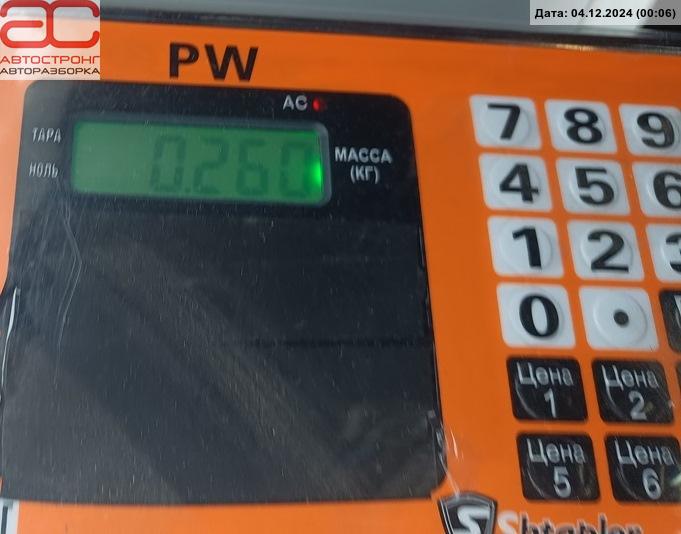 Дата: 04.12.2024 (00:06)
АС
АВТОСТРОНГ
АВТОРАЗБОРКА
PW
AC
ТАРА
НОЛЬ
0.260
МАССА
(КГ)
7 8 9
4 5 6
1 2 3
0 .
Цена 1
Цена 2
Цена 5
Цена 6
Shtapler